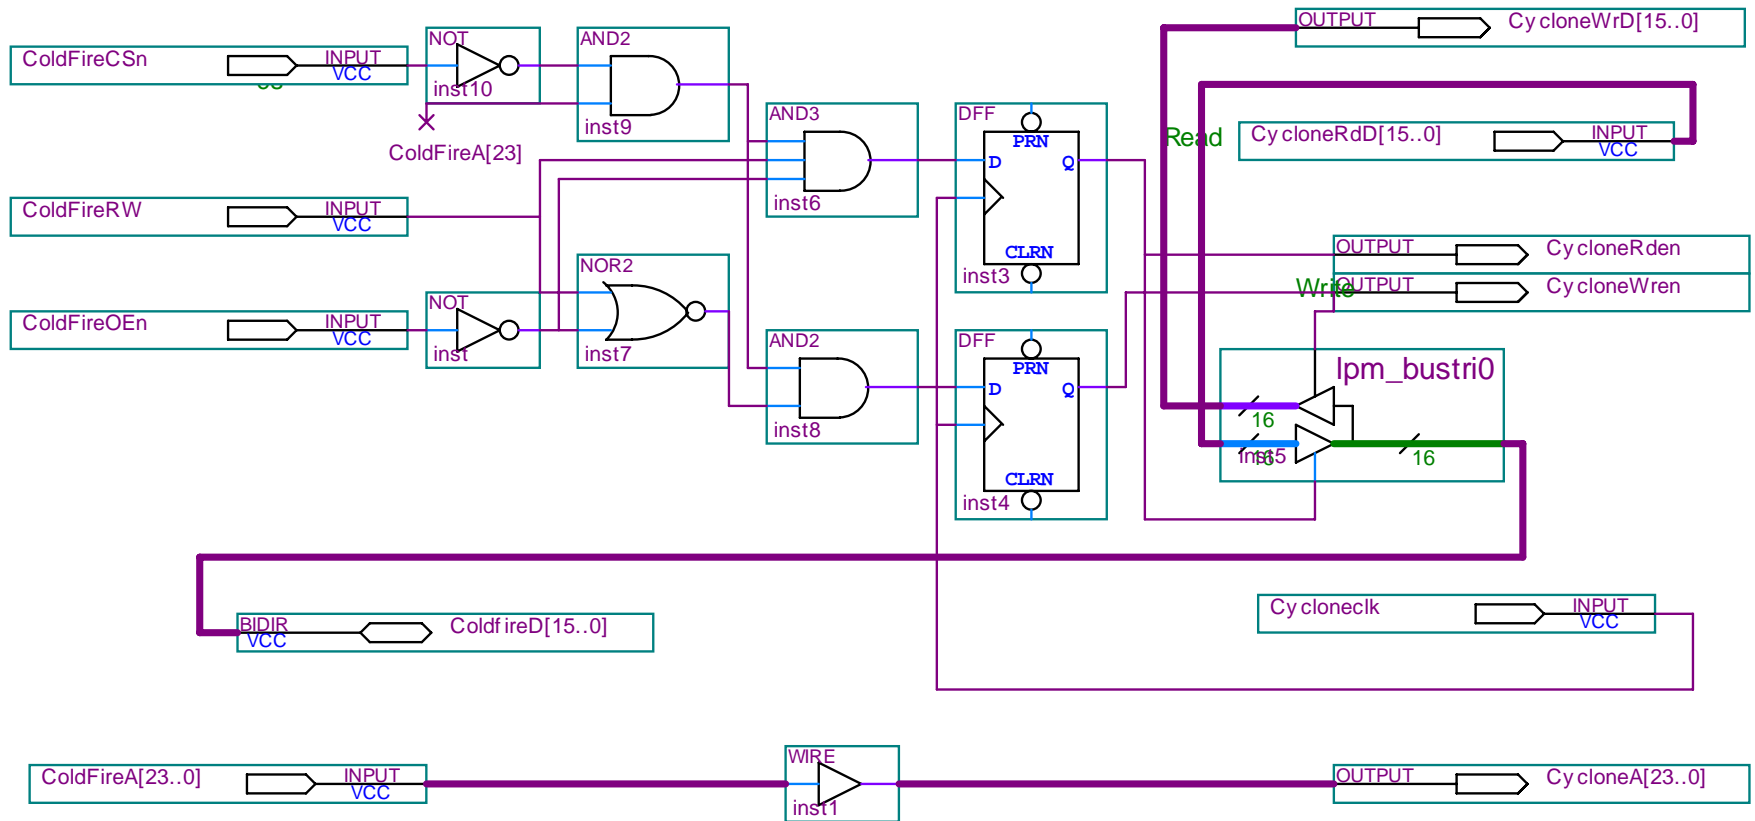 OUTPUT CycloneWrD[15..0]
ColdFireCSn INPUT VCC
NOT inst10
AND2 inst9
ColdFireA[23]
AND3 inst6
DFF PRN D Q CLRN inst3
Read
CycloneRdD[15..0] INPUT VCC
ColdFireRW INPUT VCC
OUTPUT CycloneRden
Write OUTPUT CycloneWren
NOR2 inst7
ColdFireOEn INPUT VCC
NOT inst
AND2 inst8
DFF PRN D Q CLRN inst4
lpm_bustri0
16
16 inst5 16
BIDIR VCC ColdfireD[15..0]
Cycloneclk INPUT VCC
ColdFireA[23..0] INPUT VCC
WIRE inst1
OUTPUT CycloneA[23..0]